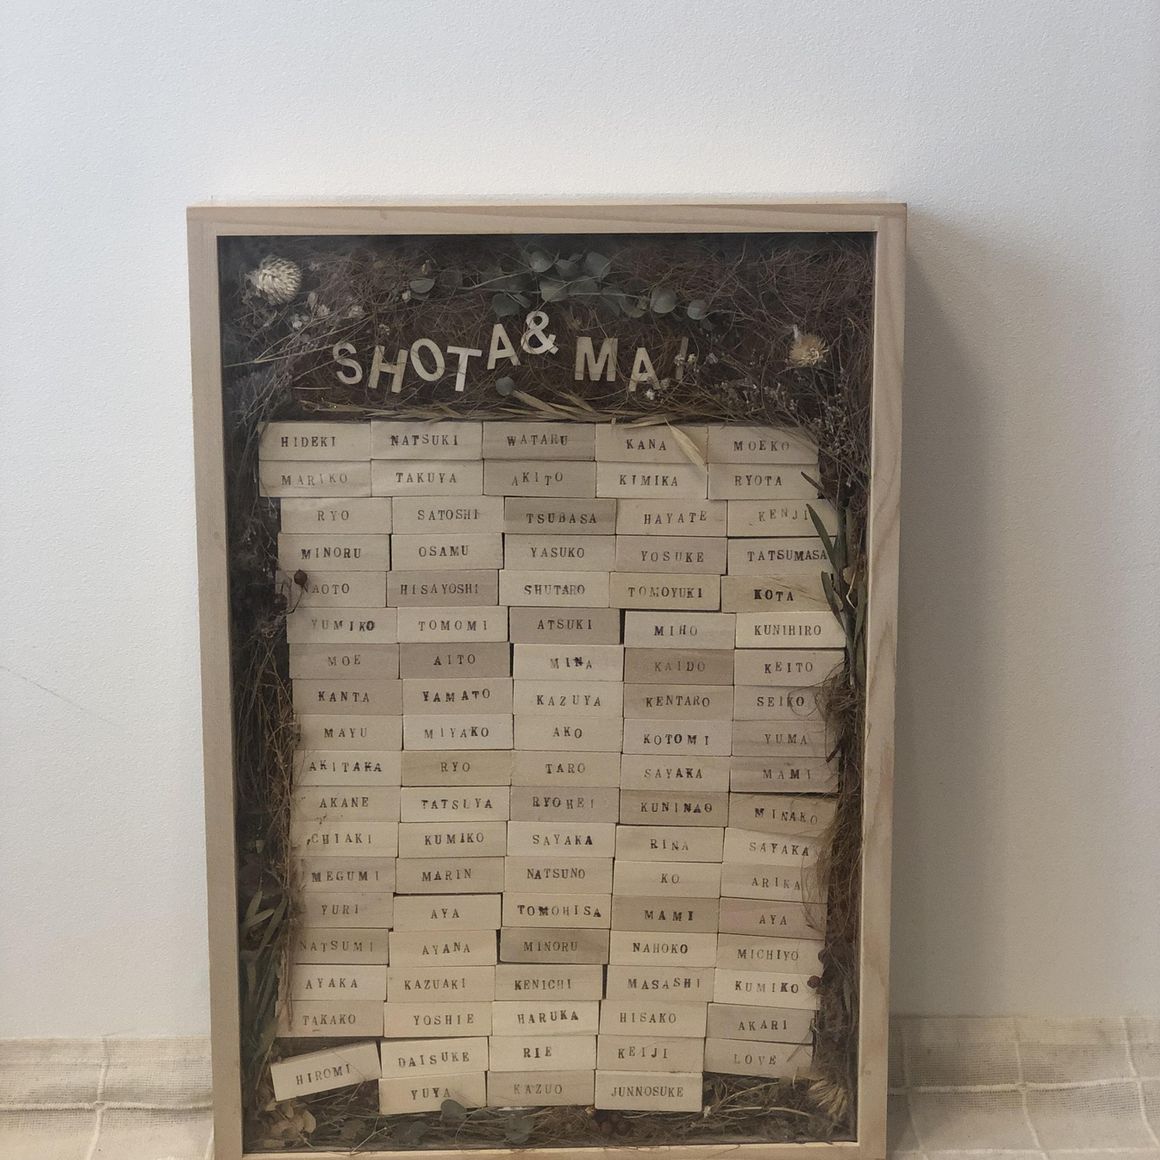 SHOTA & MAI
HIDEKI NATSUKI WATARU KANA MOEKO
MARIKO TAKUYA AKITO KIMIKA RYOTA
RYO SATOSHI TSUBASA HAYATE KENJI
MINORU OSAMU YASUKO YOSUKE TATSUMASA
NAOTO HISAYOSHI SHUTARO TOMOYUKI KOTA
YUMIKO TOMOMI ATSUKI MIHO KUNIHIRO
MOE AITO MINA KAIDO KEITO
KANTA YAMATO KAZUYA KENTARO SEIKO
MAYU MIYAKO AKO KOTOMI YUMA
AKITAKA RYO TARO SAYAKA MAMI
AKANE TATSUYA RYOHEI KUNINAO MINAKO
CHIAKI KUMIKO SAYAKA RINA SAYAKA
MEGUMI MARIN NATSUNO KO ARIKA
YURI AYA TOMOHISA MAMI AYA
NATSUMI AYANA MINORU NAHOKO MICHIYO
AYAKA KAZUAKI KENICHI MASASHI KUMIKO
TAKAKO YOSHIE HARUKA HISAKO AKARI
HIROMI DAISUKE RIE KEIJI LOVE
YUYA KAZUO JUNNOSUKE